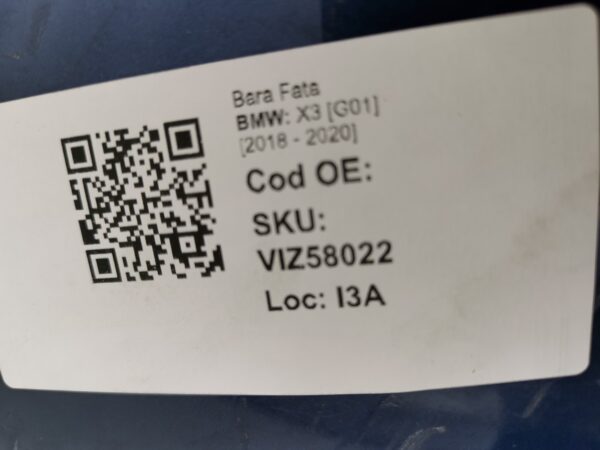 Bara Fata
BMW: X3 [G01]
[2018 - 2020]
Cod OE:
SKU:
VIZ58022
Loc: I3A